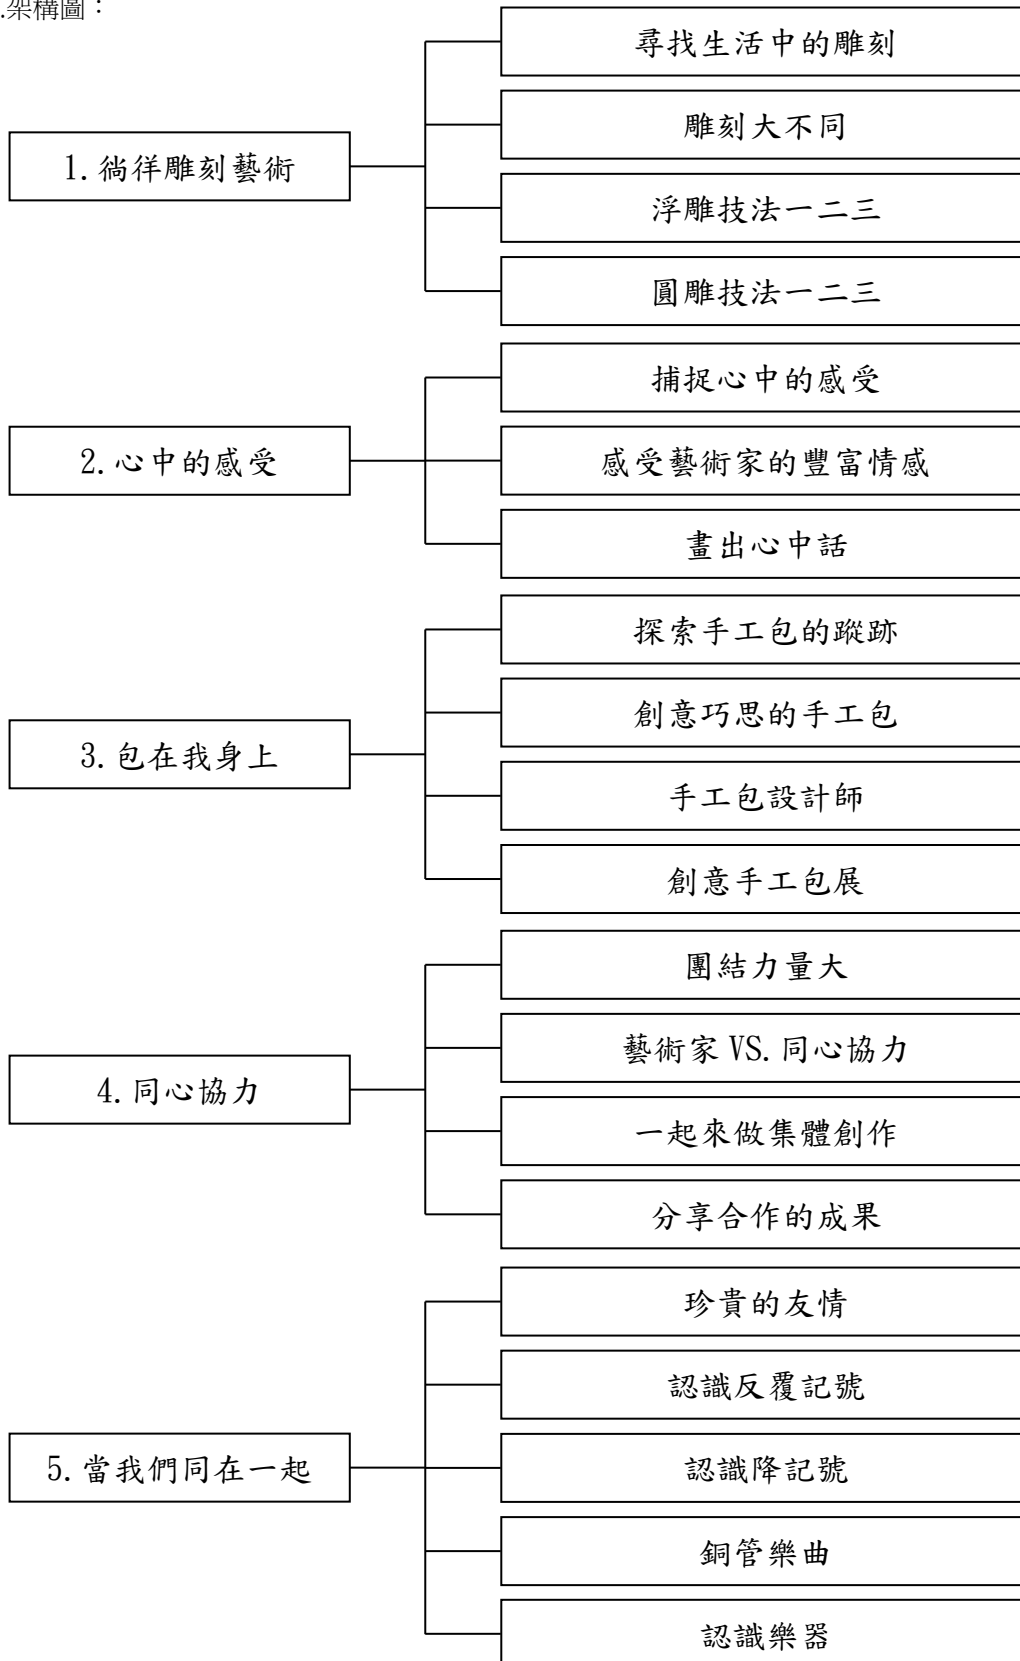 .架構圖：
1.徜徉雕刻藝術
尋找生活中的雕刻
雕刻大不同
浮雕技法一二三
圓雕技法一二三
2.心中的感受
捕捉心中的感受
感受藝術家的豐富情感
畫出心中話
3.包在我身上
探索手工包的蹤跡
創意巧思的手工包
手工包設計師
創意手工包展
4.同心協力
團結力量大
藝術家 VS.同心協力
一起來做集體創作
分享合作的成果
5.當我們同在一起
珍貴的友情
認識反覆記號
認識降記號
銅管樂曲
認識樂器